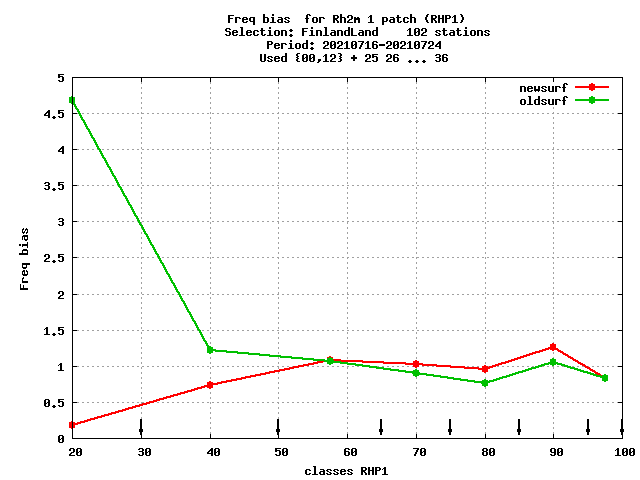 Freq bias  for Rh2m 1 patch (RHP1)
Selection: FinlandLand    102 stations
Period: 20210716-20210724
Used {00,12} + 25 26 ... 36
newsurf
oldsurf
5
4.5
4
3.5
3
2.5
2
1.5
1
0.5
0
Freq bias
20 30 40 50 60 70 80 90 100
classes RHP1